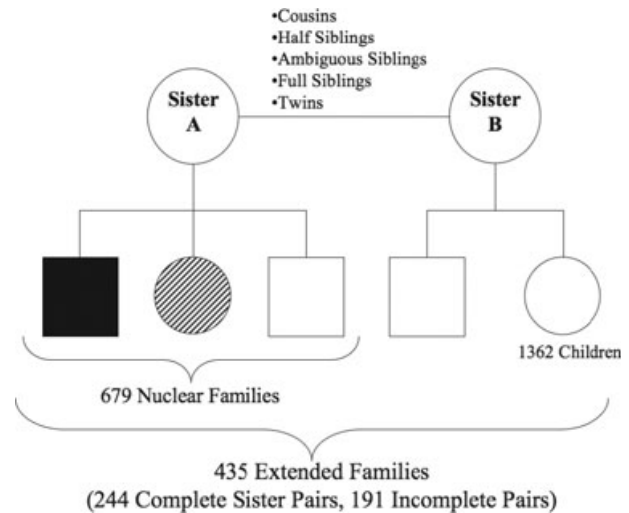 •Cousins
•Half Siblings
•Ambiguous Siblings
•Full Siblings
•Twins
Sister
A
Sister
B
1362 Children
679 Nuclear Families
435 Extended Families
(244 Complete Sister Pairs, 191 Incomplete Pairs)